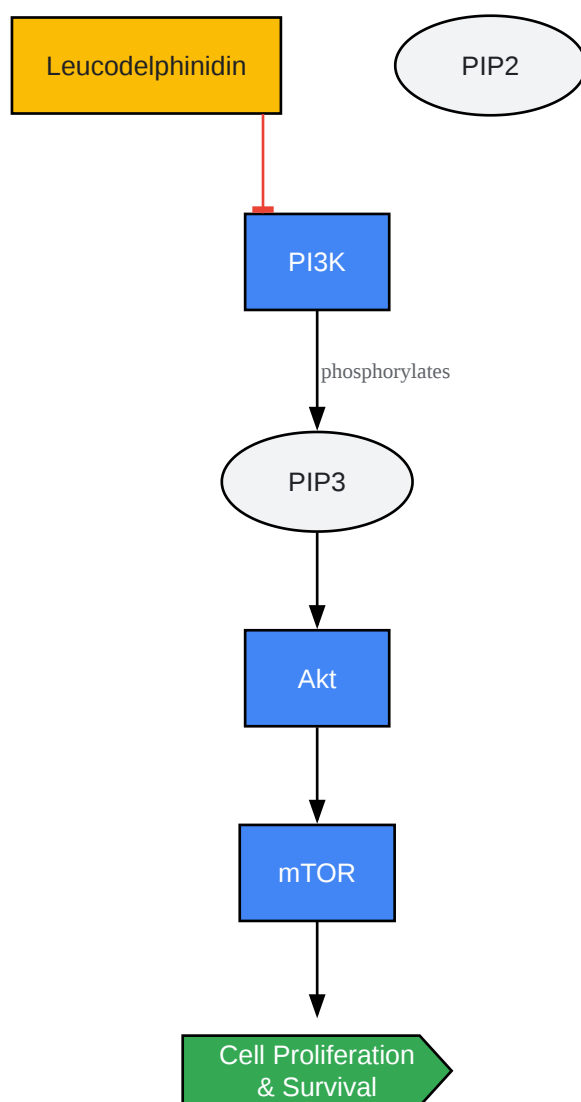 Leucodelphinidin
PIP2
PI3K
phosphorylates
PIP3
Akt
mTOR
Cell Proliferation
& Survival